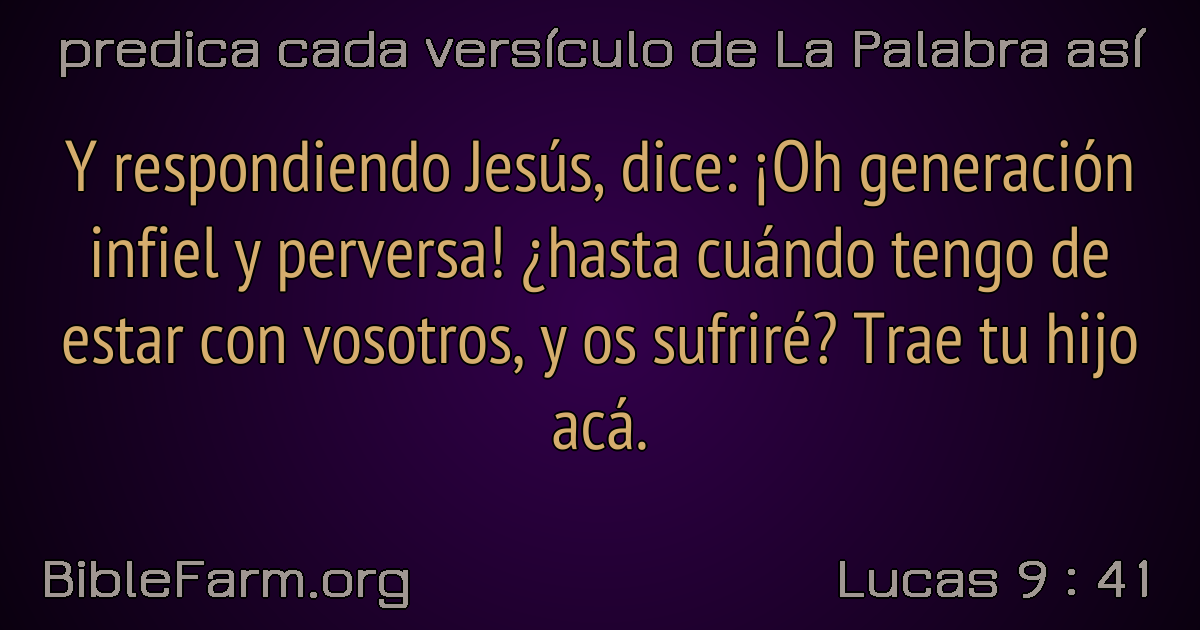 predica cada versículo de La Palabra así
Y respondiendo Jesús, dice: ¡Oh generación
infiel y perversa! ¿hasta cuándo tengo de
estar con vosotros, y os sufriré? Trae tu hijo
acá.
BibleFarm.org
Lucas 9 : 41